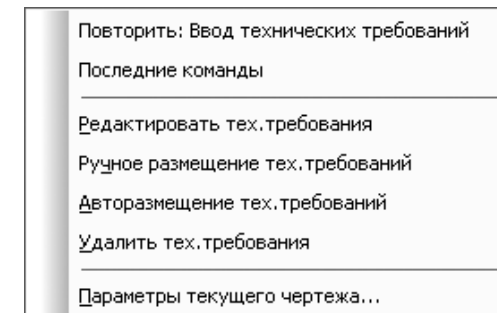 Повторить: Ввод технических требований
Последние команды
Редактировать тех.требования
Ручное размещение тех.требований
Авторазмещение тех.требований
Удалить тех.требования
Параметры текущего чертежа...